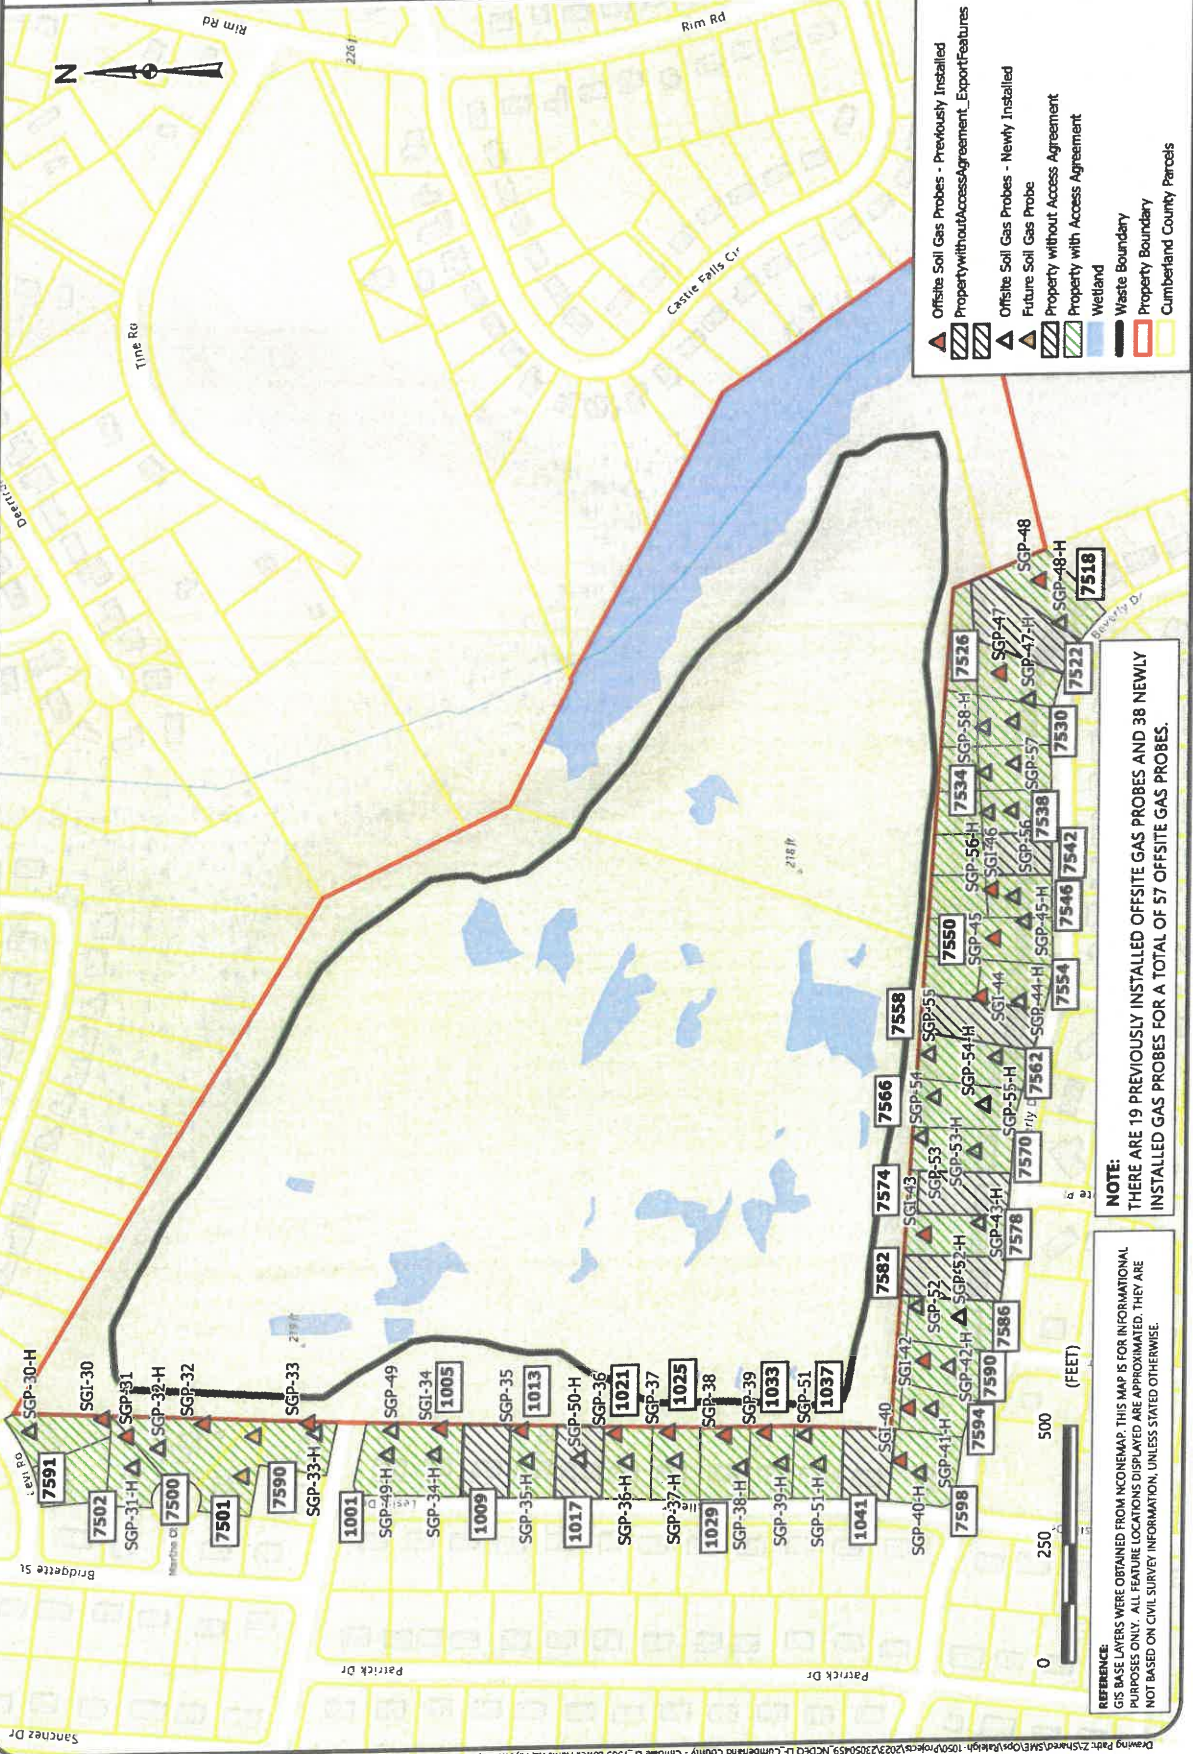 N
Rim Rd
Rim Rd
226 f
Tine Rd
Castle Falls Cir
Sanchez Dr
Bridgette St
Patrick Dr
Patrick Dr
Martha
218 ft
Beverly Dr
SGP-30-H
SGI-30
SGP-31
SGP-32-H
SGP-32
SGP-33
7591
7502
SGP-31-H
7500
7501
7590
SGP-33-H
1001
SGP-49
SGP-49-H
SGI-34
SGP-34-H
1005
1009
SGP-35
SGP-35-H
1013
1017
SGP-50-H
SGP-36
SGP-36-H
1021
SGP-37
SGP-37-H
1025
1029
SGP-38
SGP-38-H
SGP-39
SGP-39-H
1033
SGP-51
SGP-51-H
1037
1041
SGI-40
SGP-40-H
7598
SGP-41-H
7594
SGI-42
SGP-42-H
7590
SGP-52
7586
SGP-52-H
7582
SGI-43
SGP-43-H
7578
7574
SGP-53
SGP-53-H
7570
7566
SGP-54
SGP-54-H
SGP-55-H
7562
7558
SGP-55
SGI-44
SGP-44-H
7554
7550
SGP-45
SGP-45-H
7546
SGP-56-H
SGI-46
SGP-56
7542
7538
7534
SGP-57
SGP-58-H
7530
7526
SGP-47
SGP-47-H
7522
SGP-48
SGP-48-H
7518
Offsite Soil Gas Probes - Previously Installed
PropertywithoutAccessAgreement_ExportFeatures
Offsite Soil Gas Probes - Newly Installed
Future Soil Gas Probe
Property without Access Agreement
Property with Access Agreement
Wetland
Waste Boundary
Property Boundary
Cumberland County Parcels
0 250 500
(FEET)
REFERENCE:
GIS BASE LAYERS WERE OBTAINED FROM NCONEMAP. THIS MAP IS FOR INFORMATIONAL
PURPOSES ONLY. ALL FEATURE LOCATIONS DISPLAYED ARE APPROXIMATED. THEY ARE
NOT BASED ON CIVIL SURVEY INFORMATION, UNLESS STATED OTHERWISE.
NOTE:
THERE ARE 19 PREVIOUSLY INSTALLED OFFSITE GAS PROBES AND 38 NEWLY
INSTALLED GAS PROBES FOR A TOTAL OF 57 OFFSITE GAS PROBES.